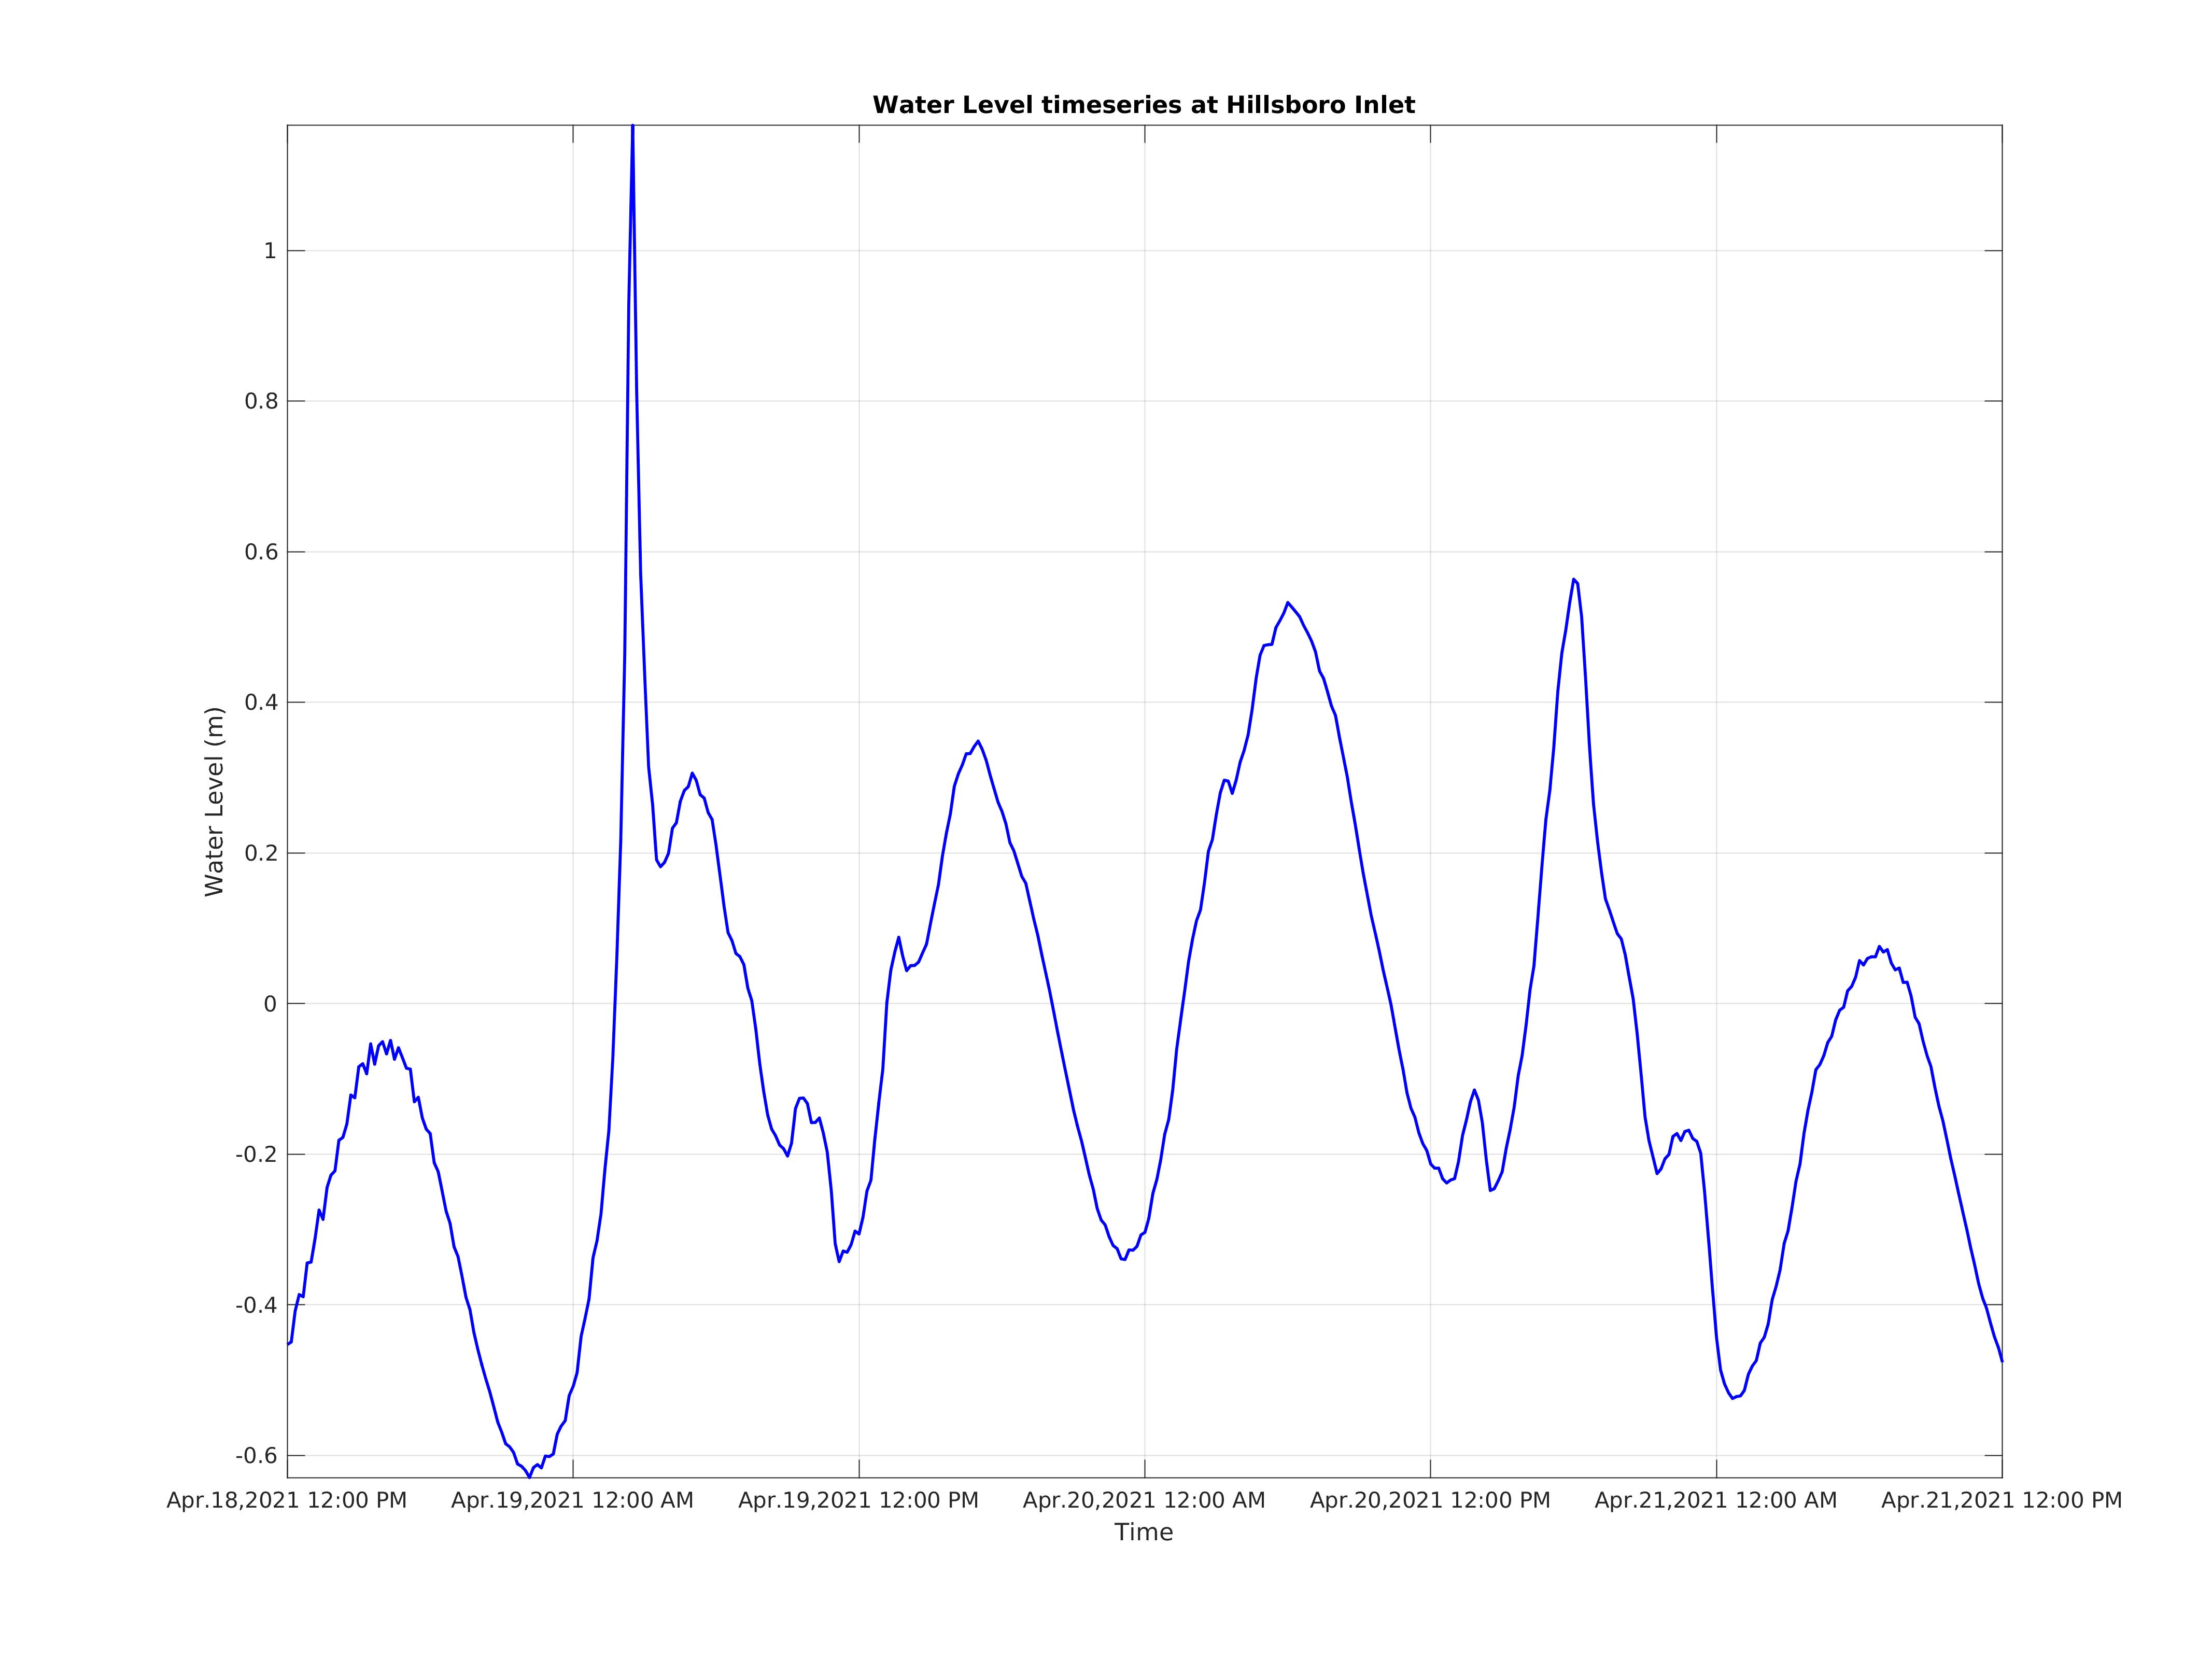 Water Level timeseries at Hillsboro Inlet
1
0.8
0.6
0.4
0.2
0
-0.2
-0.4
-0.6
Water Level (m)
Apr.18,2021 12:00 PM Apr.19,2021 12:00 AM Apr.19,2021 12:00 PM Apr.20,2021 12:00 AM Apr.20,2021 12:00 PM Apr.21,2021 12:00 AM Apr.21,2021 12:00 PM
Time